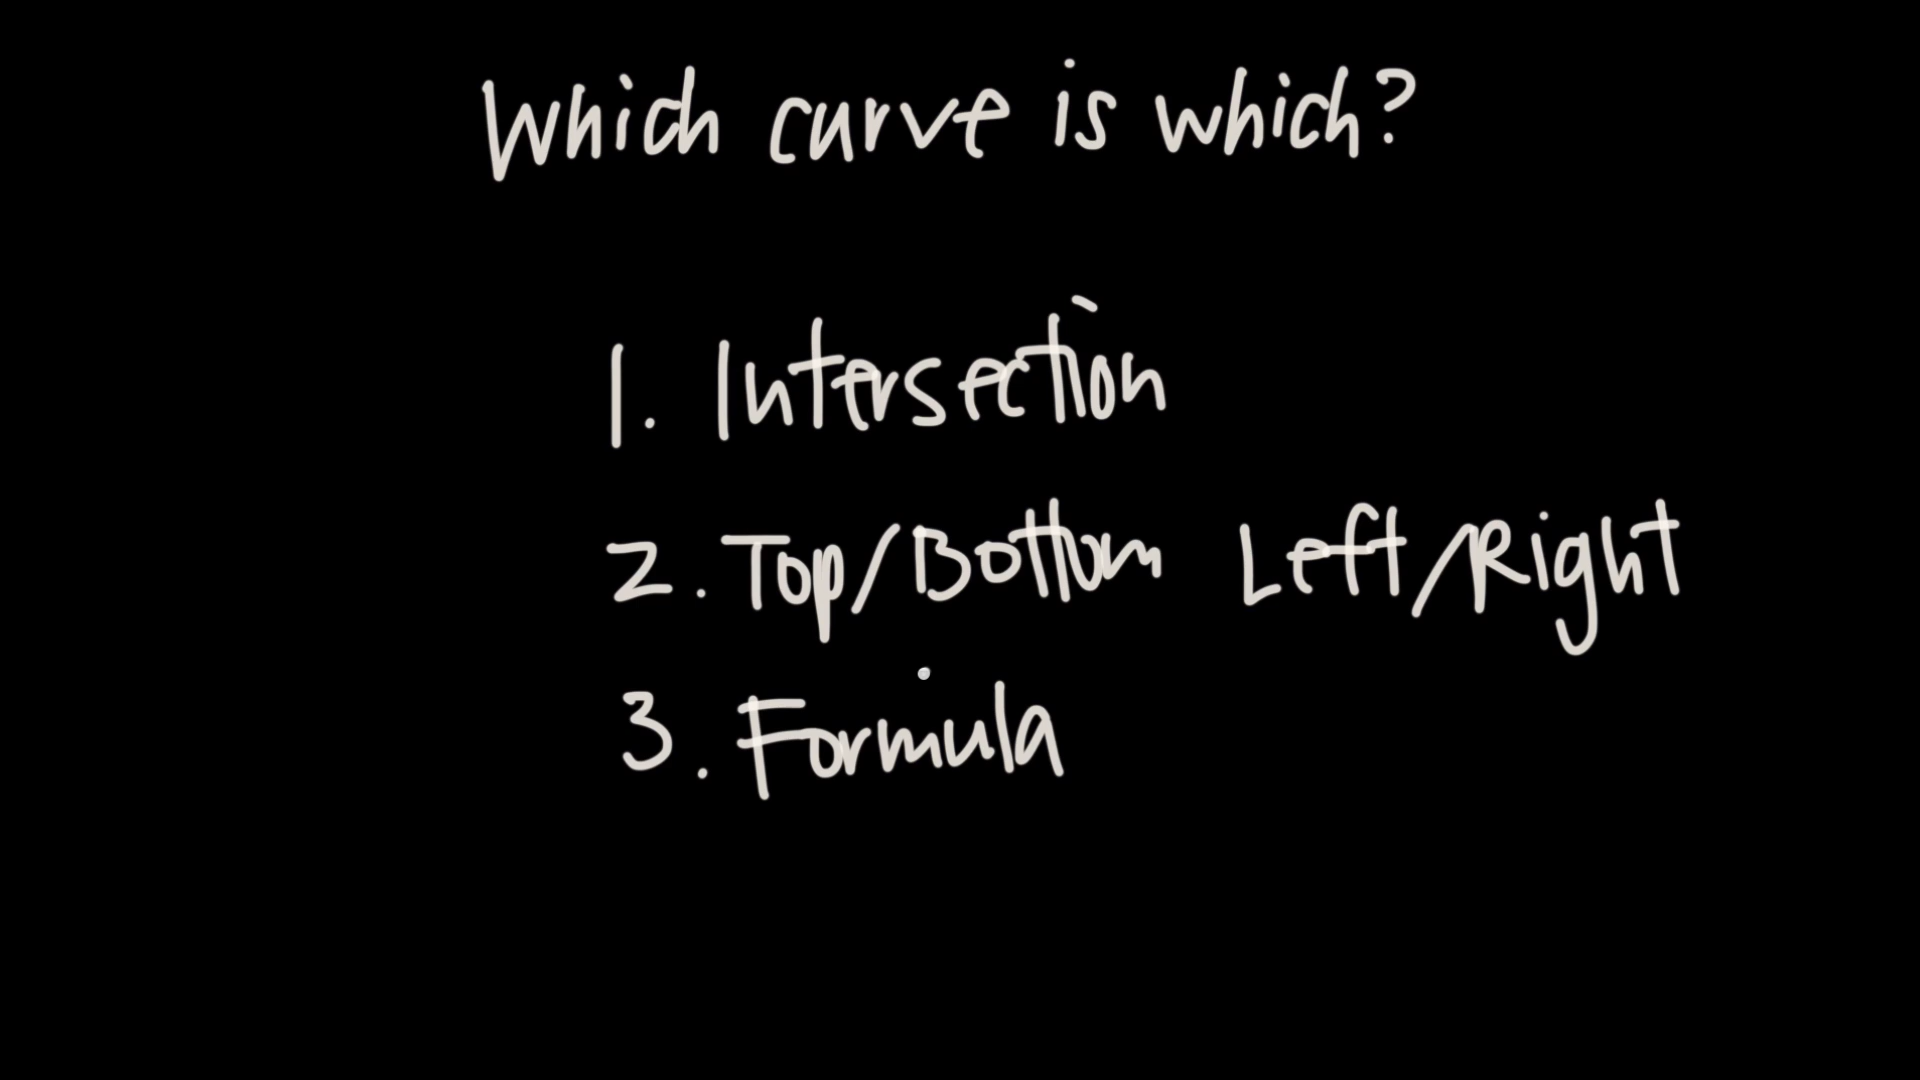 Which curve is which?
1. Intersection
2. Top/Bottom Left/Right
3. Formula